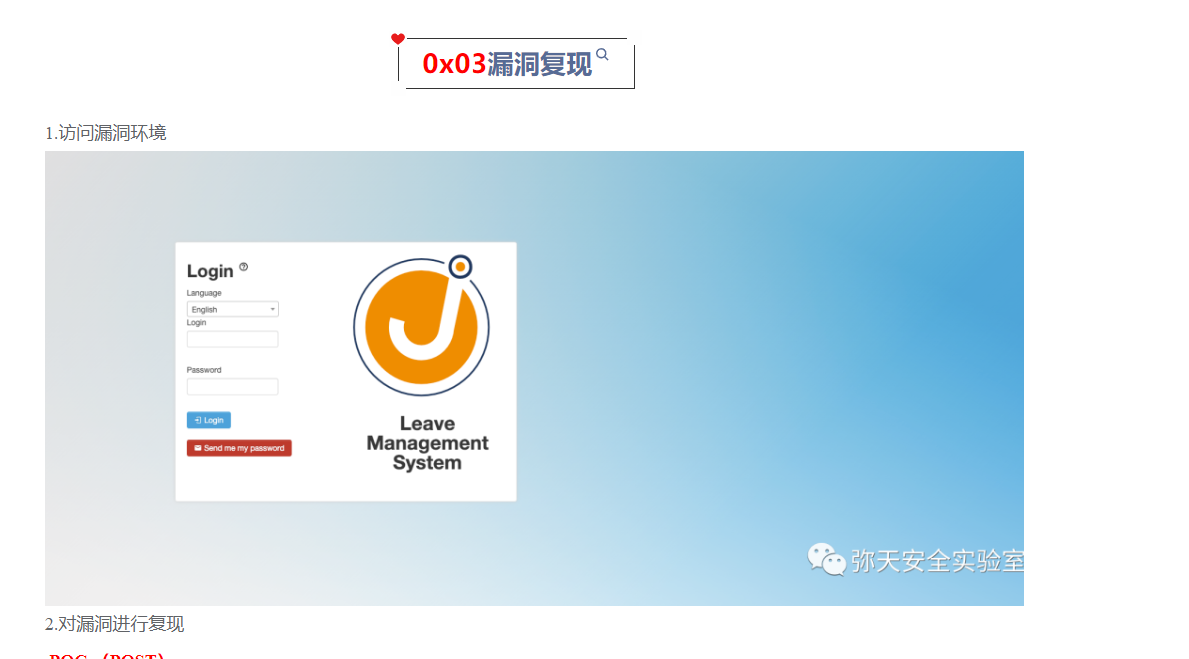 0x03漏洞复现
1.访问漏洞环境
Login
Language
English
Login
Password
Login
Send me my password
Leave
Management
System
弥天安全实验室
2.对漏洞进行复现
POC （POST）